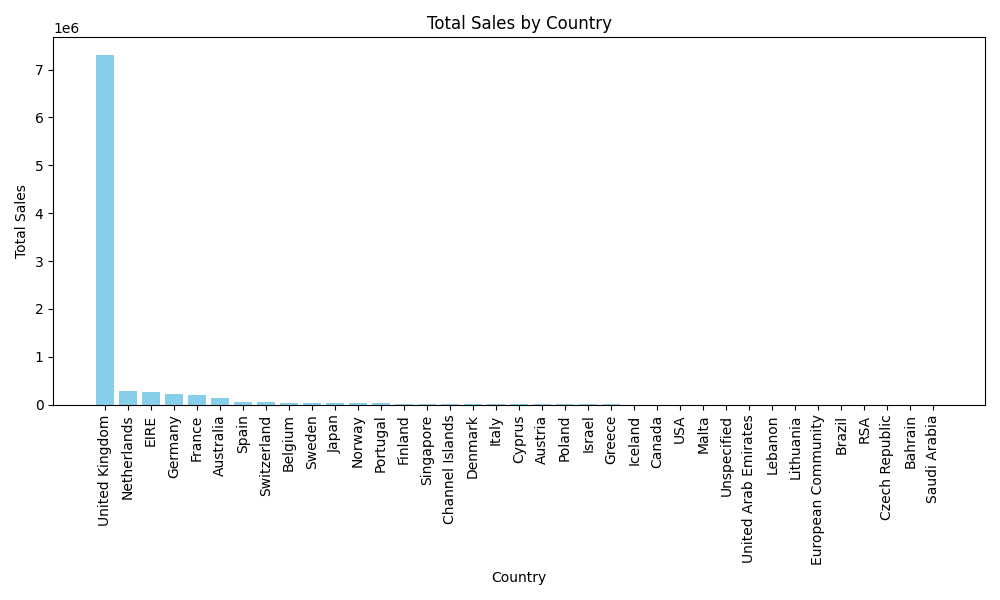 Total Sales by Country
1e6
7
6
5
4
3
2
1
0
Total Sales
United Kingdom
Netherlands
EIRE
Germany
France
Australia
Spain
Switzerland
Belgium
Sweden
Japan
Norway
Portugal
Finland
Singapore
Channel Islands
Denmark
Italy
Cyprus
Austria
Poland
Israel
Greece
Iceland
Canada
USA
Malta
Unspecified
United Arab Emirates
Lebanon
Lithuania
European Community
Brazil
RSA
Czech Republic
Bahrain
Saudi Arabia
Country